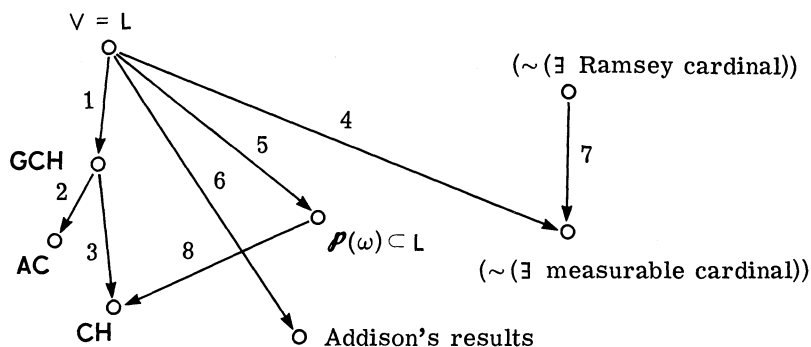 V = L
(~(∃ Ramsey cardinal))
1
4
5
7
GCH
6
2
3
8
𝓟(ω) ⊂ L
AC
(~(∃ measurable cardinal))
CH
Addison's results